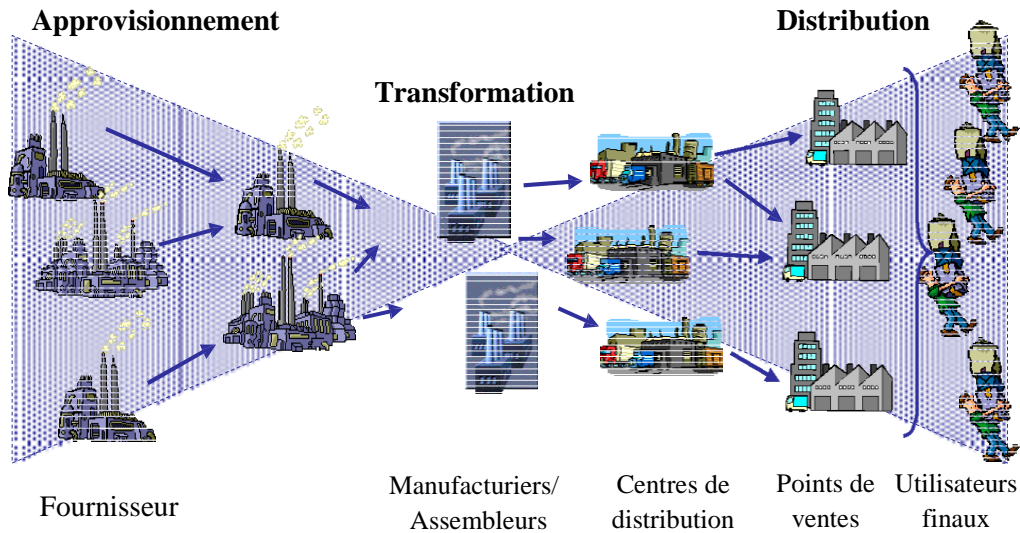 Approvisionnement
Distribution
Transformation
Fournisseur
Manufacturiers/
Assembleurs
Centres de
distribution
Points de
ventes
Utilisateurs
finaux